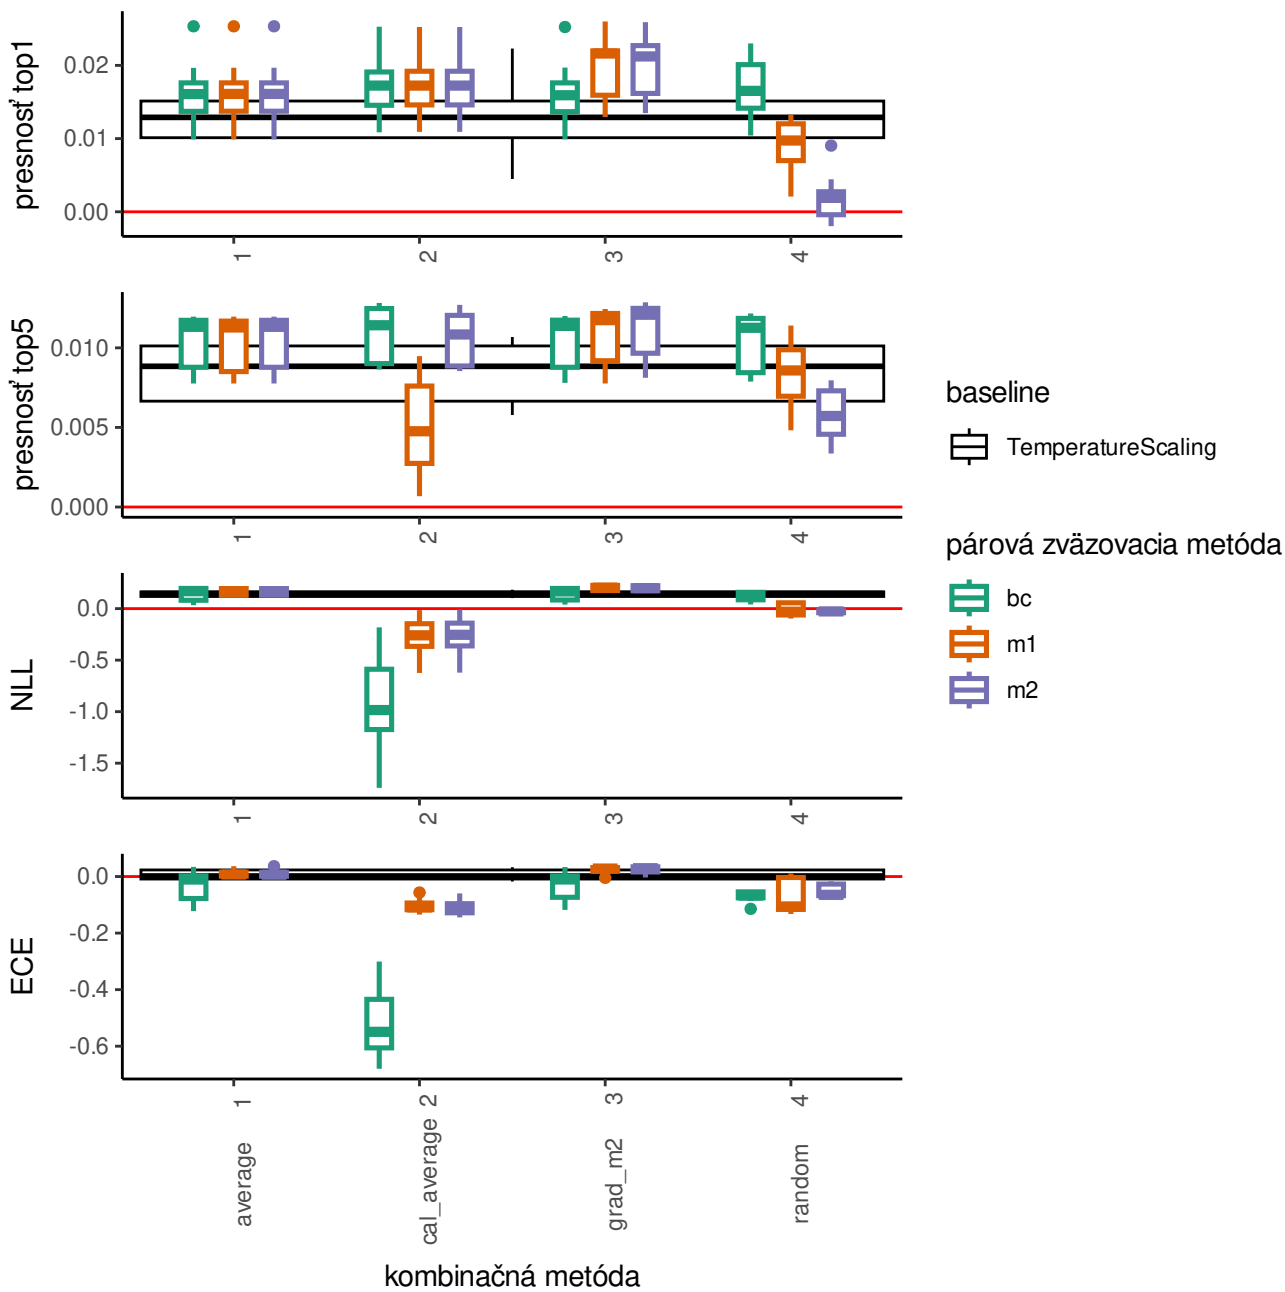 presnosť top1
0.02
0.01
0.00
1
2
3
4
presnosť top5
0.010
0.005
0.000
1
2
3
4
NLL
0.0
-0.5
-1.0
-1.5
1
2
3
4
ECE
0.0
-0.2
-0.4
-0.6
1
2
3
4
average
cal_average
grad_m2
random
kombinačná metóda
baseline
TemperatureScaling
párová zväzovacia metóda
bc
m1
m2